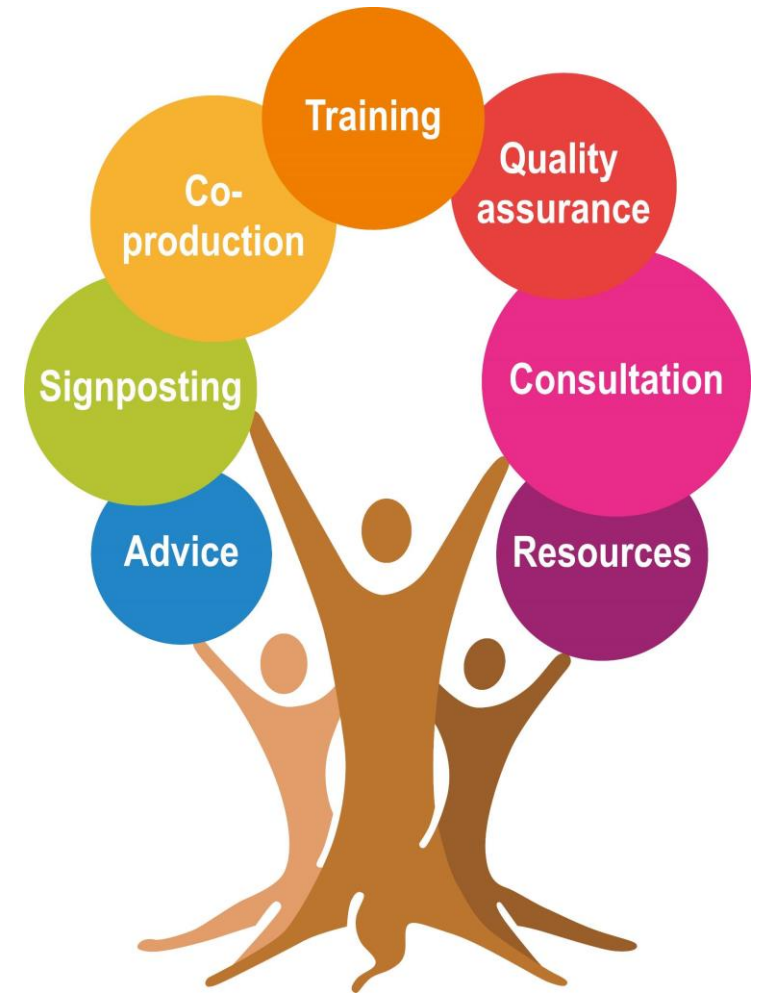 Training
Quality
assurance
Co-
production
Consultation
Signposting
Advice
Resources